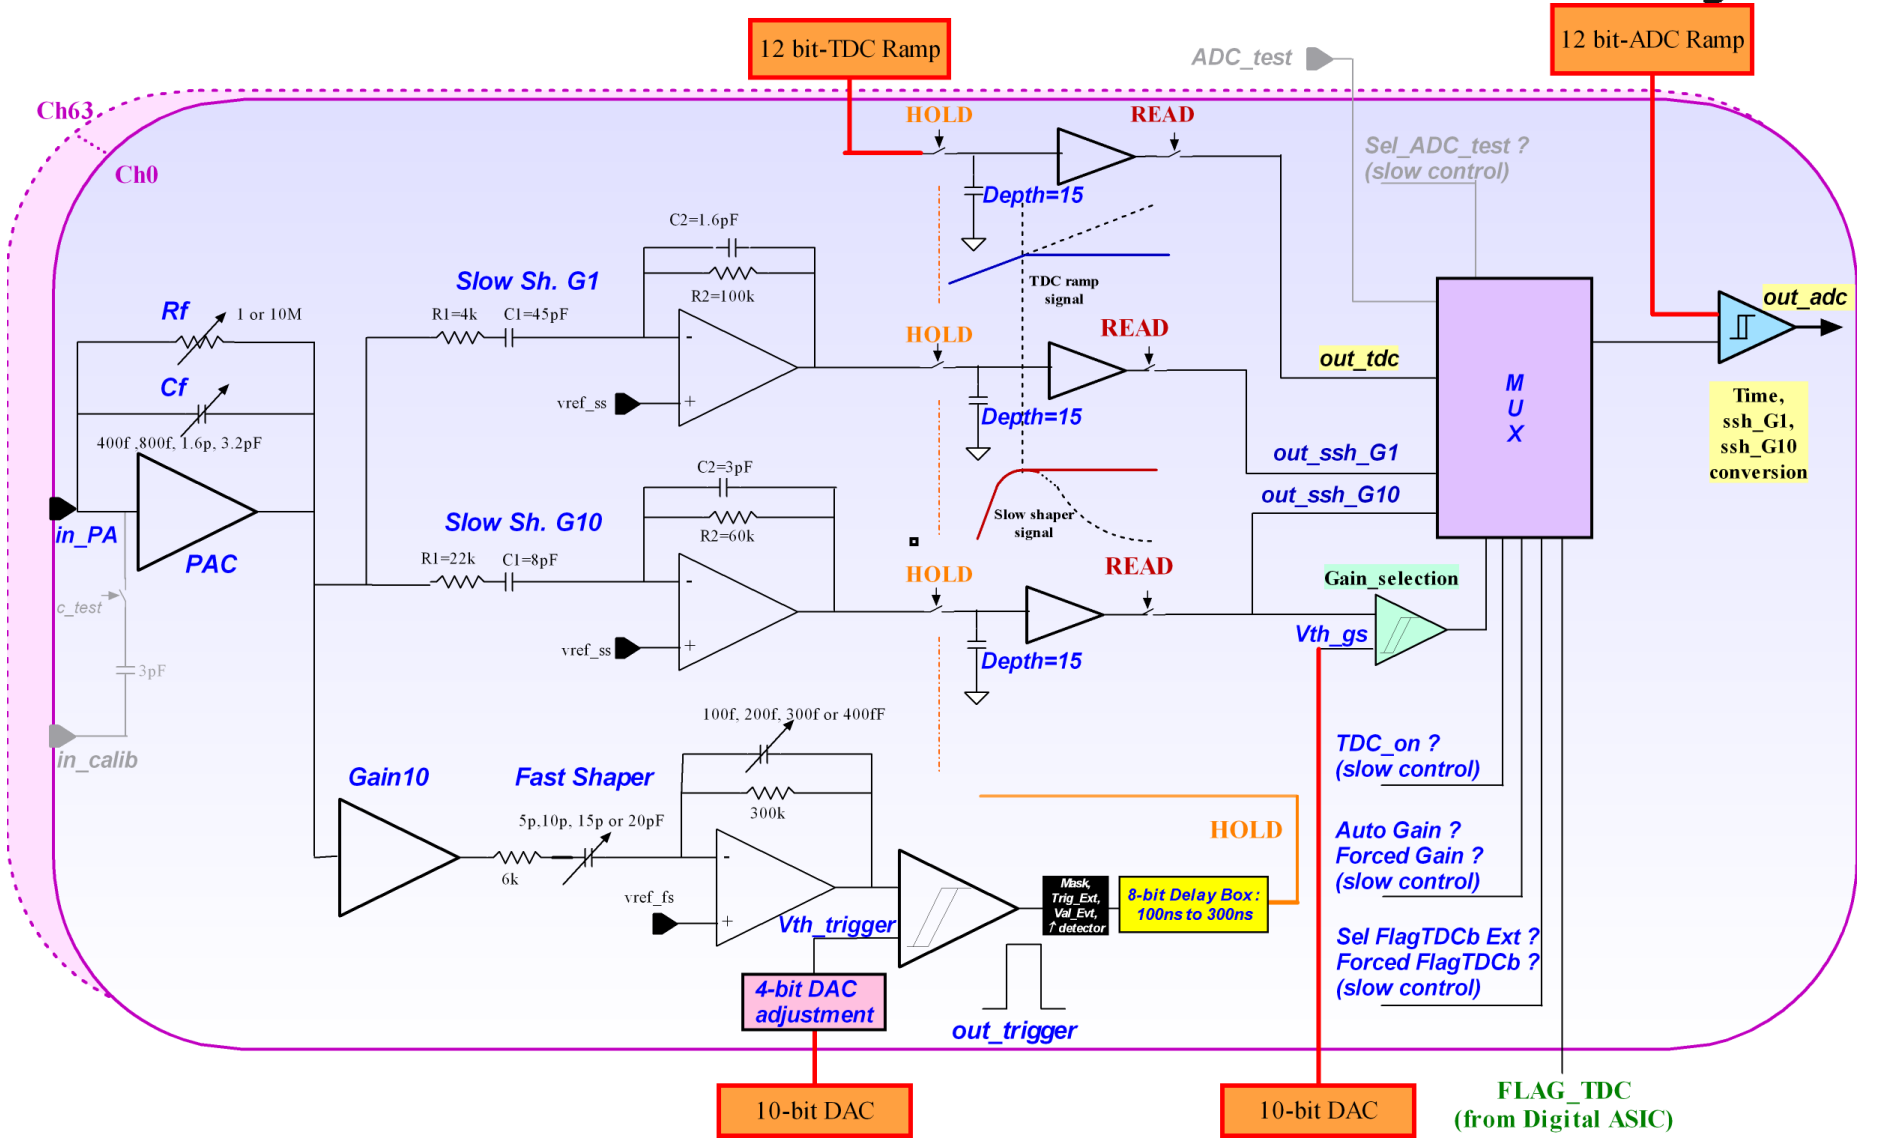 12 bit-TDC Ramp
12 bit-ADC Ramp
ADC_test
Ch63
Ch0
HOLD
READ
Sel_ADC_test ?
(slow control)
Depth=15
C2=1.6pF
Slow Sh. G1
R2=100k
TDC ramp
signal
Rf
1 or 10M
R1=4k
C1=45pF
HOLD
READ
out_adc
-
out_tdc
Cf
vref_ss
+
Depth=15
M
U
X
Time,
ssh_G1,
ssh_G10
conversion
400f ,800f, 1.6p, 3.2pF
out_ssh_G1
C2=3pF
out_ssh_G10
in_PA
Slow Sh. G10
R2=60k
Slow shaper
signal
PAC
R1=22k
C1=8pF
HOLD
READ
Gain_selection
-
c_test
vref_ss
+
Depth=15
Vth_gs
3pF
100f, 200f, 300f or 400fF
in_calib
TDC_on ?
(slow control)
Gain10
Fast Shaper
300k
5p,10p, 15p or 20pF
HOLD
Auto Gain ?
Forced Gain ?
(slow control)
-
6k
vref_fs
+
Vth_trigger
Mask,
Trig_Ext,
Val_Evt,
↑ detector
8-bit Delay Box :
100ns to 300ns
Sel FlagTDCb Ext ?
Forced FlagTDCb ?
(slow control)
4-bit DAC
adjustment
out_trigger
10-bit DAC
10-bit DAC
FLAG_TDC
(from Digital ASIC)